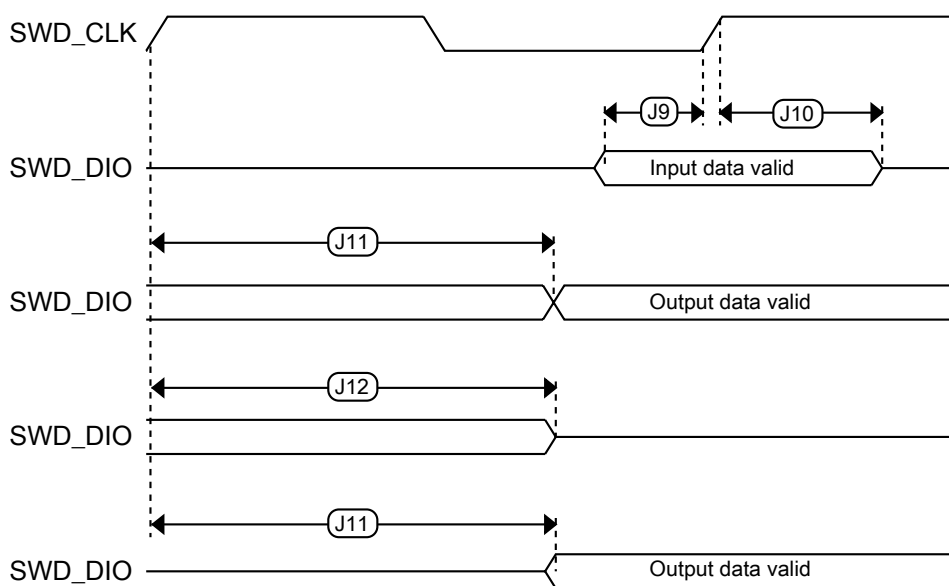 SWD_CLK
J9
J10
SWD_DIO
Input data valid
J11
SWD_DIO
Output data valid
J12
SWD_DIO
J11
SWD_DIO
Output data valid